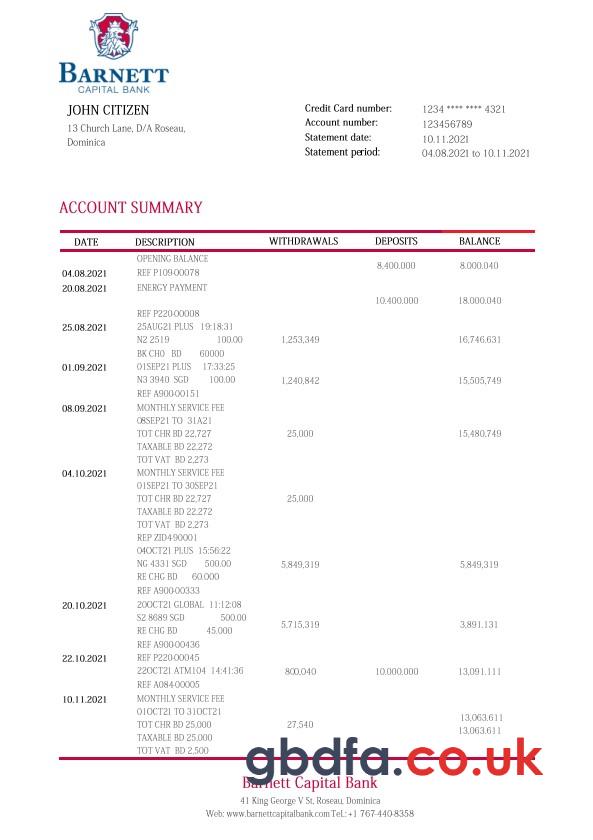 BARNETT
CAPITAL BANK
JOHN CITIZEN
13 Church Lane, D/A Roseau,
Dominica
Credit Card number: 1234 **** **** 4321
Account number: 123456789
Statement date: 10.11.2021
Statement period: 04.08.2021 to 10.11.2021
ACCOUNT SUMMARY
DATE DESCRIPTION WITHDRAWALS DEPOSITS BALANCE
OPENING BALANCE
8,400.000 8.000.040
04.08.2021 REF P109-00078
20.08.2021 ENERGY PAYMENT
10.400.000 18.000.040
REF P220-00008
25.08.2021 25AUG21 PLUS 19:18:31
N2 2519 100.00 1,253,349 16,746.631
BK CHO BD 60000
01.09.2021 01SEP21 PLUS 17:33:25
N3 3940 SGD 100.00 1,240,842 15,505,749
REF A900-00151
08.09.2021 MONTHLY SERVICE FEE
08SEP21 TO 31A21
TOT CHR BD 22,727 25,000 15,480,749
TAXABLE BD 22,272
TOT VAT BD 2,273
04.10.2021 MONTHLY SERVICE FEE
01SEP21 TO 30SEP21
TOT CHR BD 22,727 25,000
TAXABLE BD 22,272
TOT VAT BD 2,273
REP ZID4-90001
04OCT21 PLUS 15:56:22
NG 4331 SGD 500.00 5,849,319 5,849,319
RE CHG BD 60.000
REF A900-00333
20.10.2021 20OCT21 GLOBAL 11:12:08
S2 8689 SGD 500.00
5,715,319 3,891.131
RE CHG BD 45.000
REF A900-00436
22.10.2021 REF P220-00045
22OCT21 ATM104 14:41:36 800,040 10.000.000 13,091.111
REF A084-00005
10.11.2021 MONTHLY SERVICE FEE
01OCT21 TO 31OCT21
13,063.611
TOT CHR BD 25,000 27,540
13,063.611
TAXABLE BD 25,000
TOT VAT BD 2,500
gbdfa.co.uk
Barnett Capital Bank
41 King George V St, Roseau, Dominica
Web: www.barnettcapitalbank.com TeL: +1 767-440-8358